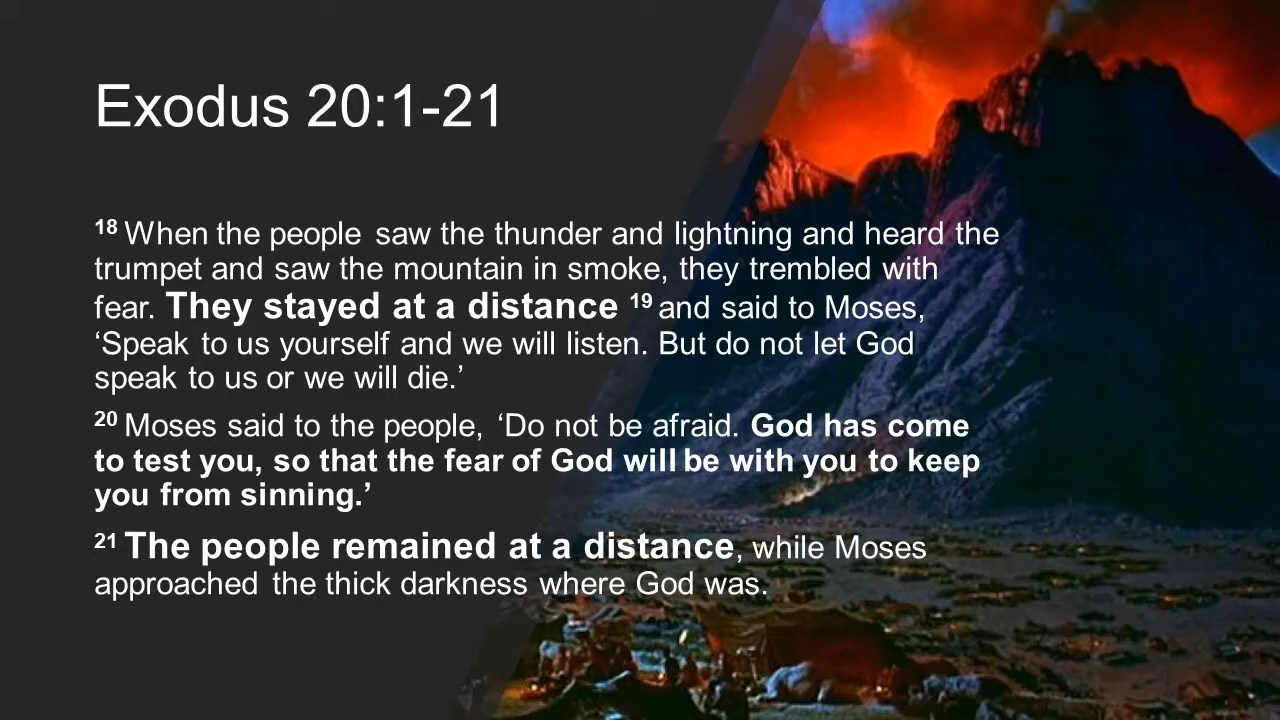 Exodus 20:1-21
18 When the people saw the thunder and lightning and heard the
trumpet and saw the mountain in smoke, they trembled with
fear. They stayed at a distance 19 and said to Moses,
‘Speak to us yourself and we will listen. But do not let God
speak to us or we will die.’
20 Moses said to the people, ‘Do not be afraid. God has come
to test you, so that the fear of God will be with you to keep
you from sinning.’
21 The people remained at a distance, while Moses
approached the thick darkness where God was.